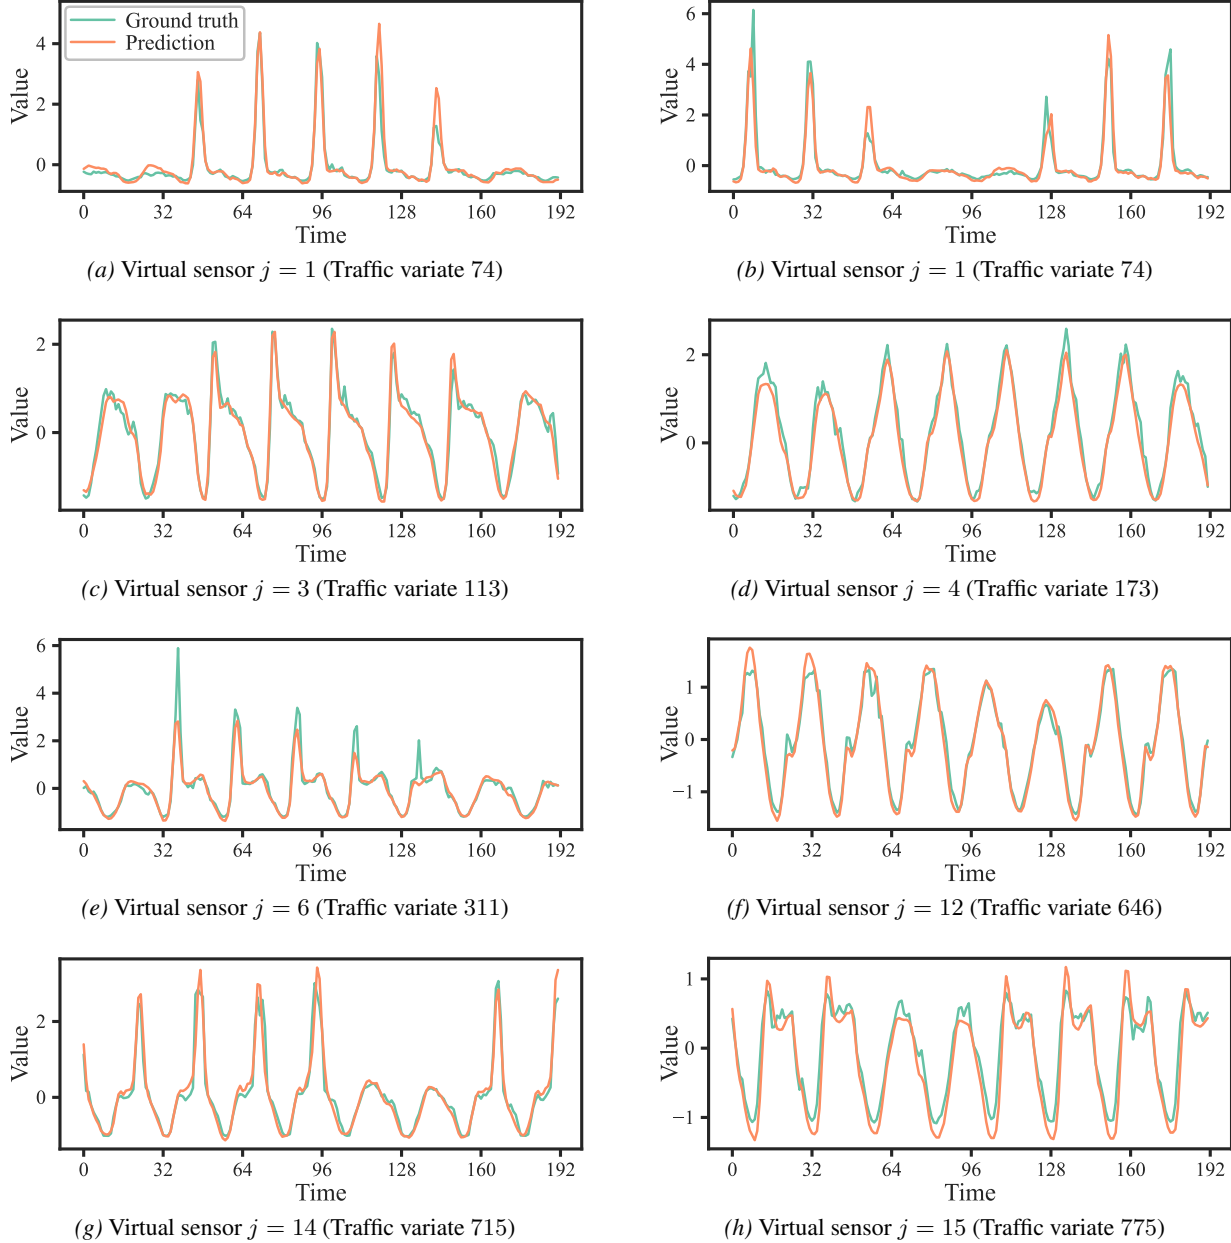 Ground truth
Prediction
Value
4
2
0
0 32 64 96 128 160 192
Time
(a) Virtual sensor j = 1 (Traffic variate 74)
Value
6
4
2
0
0 32 64 96 128 160 192
Time
(b) Virtual sensor j = 1 (Traffic variate 74)
Value
2
0
0 32 64 96 128 160 192
Time
(c) Virtual sensor j = 3 (Traffic variate 113)
Value
2
0
0 32 64 96 128 160 192
Time
(d) Virtual sensor j = 4 (Traffic variate 173)
Value
6
4
2
0
0 32 64 96 128 160 192
Time
(e) Virtual sensor j = 6 (Traffic variate 311)
Value
1
0
−1
0 32 64 96 128 160 192
Time
(f) Virtual sensor j = 12 (Traffic variate 646)
Value
2
0
0 32 64 96 128 160 192
Time
(g) Virtual sensor j = 14 (Traffic variate 715)
Value
1
0
−1
0 32 64 96 128 160 192
Time
(h) Virtual sensor j = 15 (Traffic variate 775)